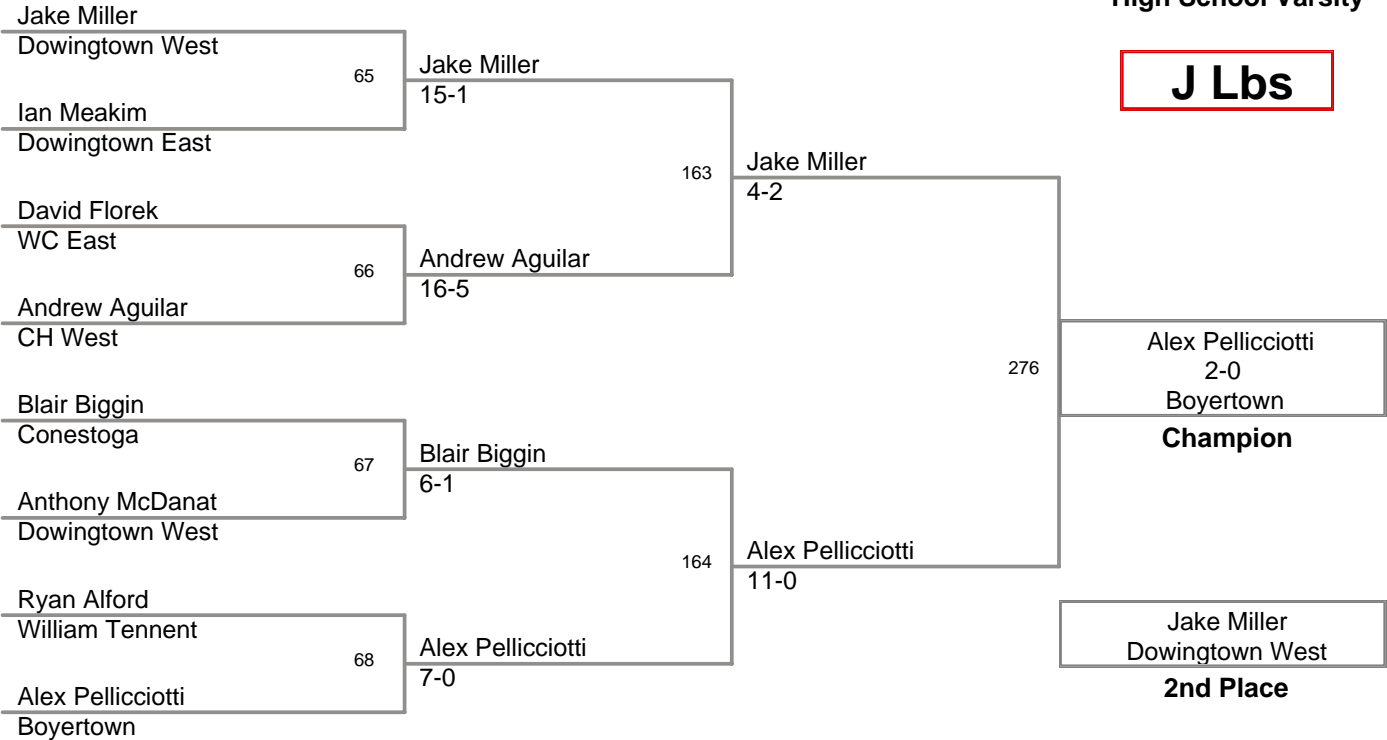 High School Varsity
J Lbs
Jake Miller
Dowingtown West
65
Ian Meakim
Dowingtown East
Jake Miller
15-1
David Florek
WC East
66
Andrew Aguilar
CH West
Andrew Aguilar
16-5
163
Jake Miller
4-2
Blair Biggin
Conestoga
67
Anthony McDanat
Dowingtown West
Blair Biggin
6-1
Ryan Alford
William Tennent
68
Alex Pellicciotti
Boyertown
Alex Pellicciotti
7-0
164
Alex Pellicciotti
11-0
276
Alex Pellicciotti
2-0
Boyertown
Champion
Jake Miller
Dowingtown West
2nd Place